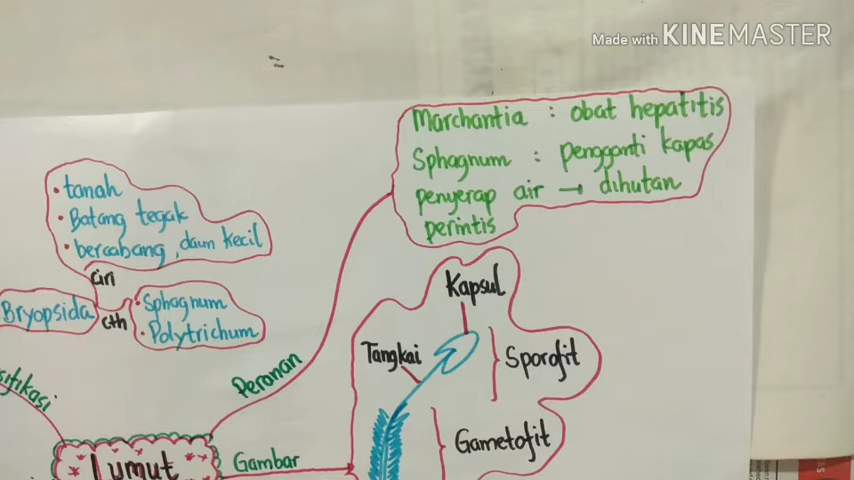 Made with KINEMASTER
Marchantia : obat hepatitis
Sphagnum : pengganti kapas
penyerap air → dihutan
perintis
• tanah
• Batang tegak
• bercabang, daun kecil
Ciri
Bryopsida
Cth
• Sphagnum
• Polytrichum
Kapsul
Tangkai
Sporofit
Gametofit
Peranan
sifikasi
Lumut
Gambar